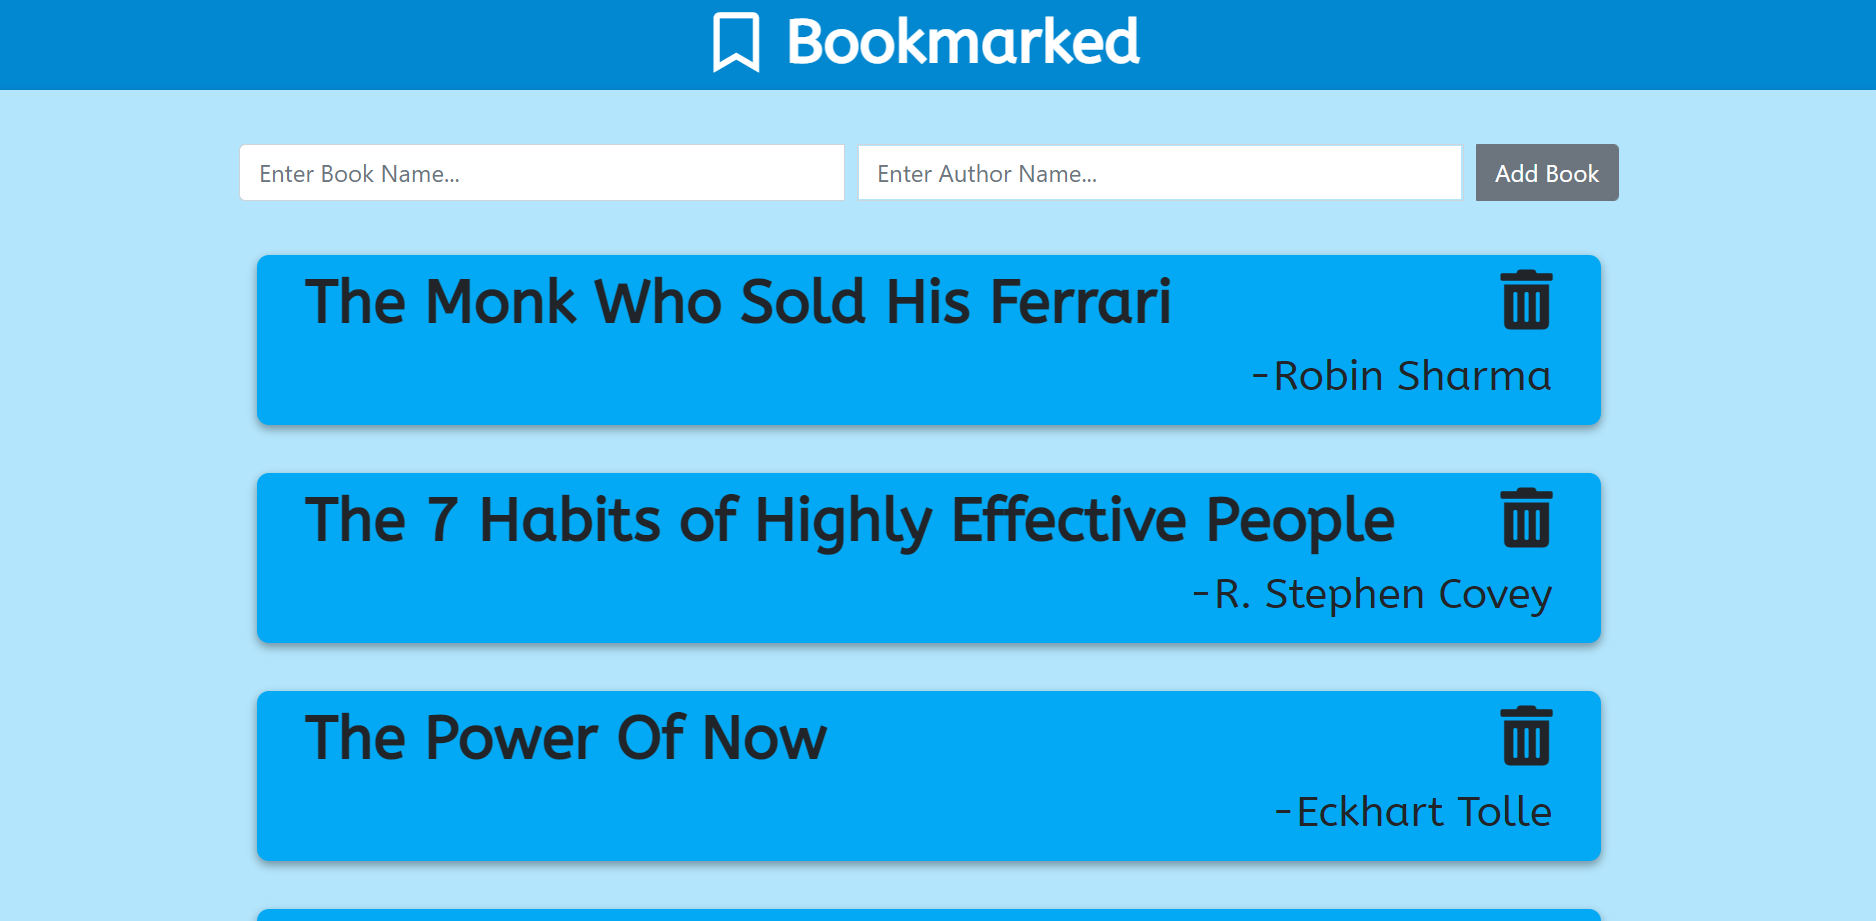 Bookmarked
Enter Book Name...
Enter Author Name...
Add Book
The Monk Who Sold His Ferrari
-Robin Sharma
The 7 Habits of Highly Effective People
-R. Stephen Covey
The Power Of Now
-Eckhart Tolle